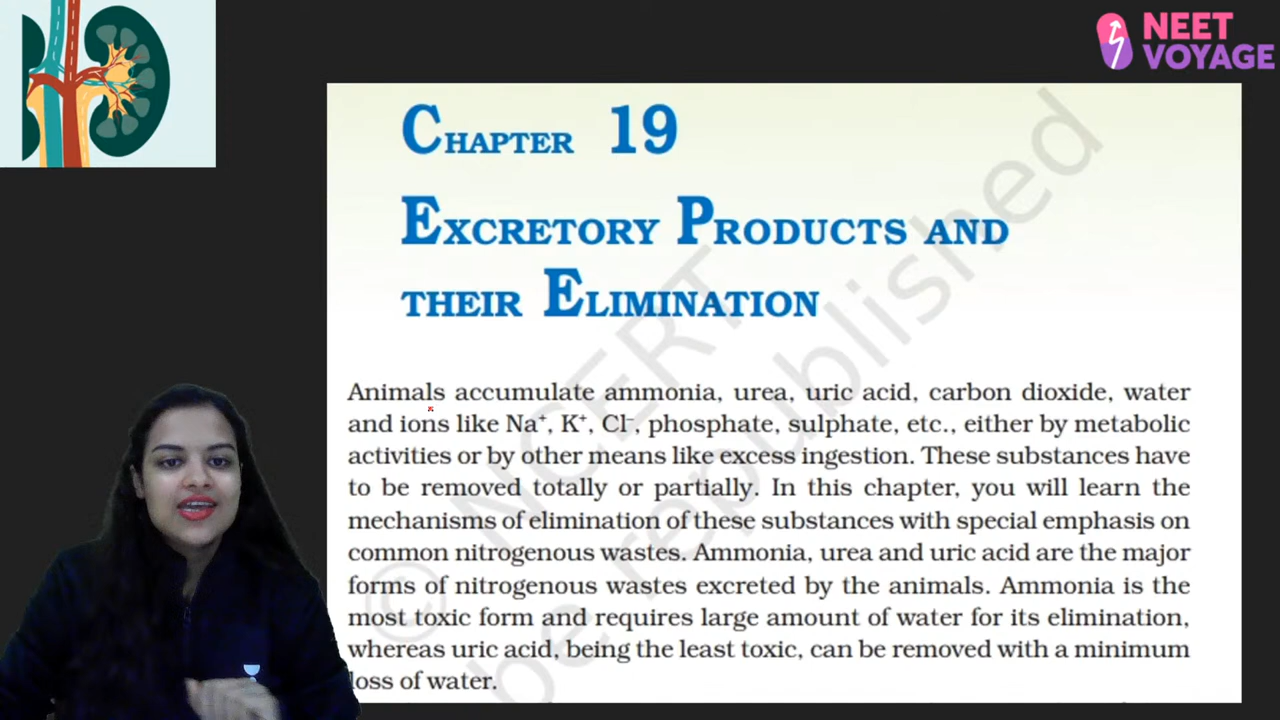 NEET
VOYAGE
CHAPTER 19
EXCRETORY PRODUCTS AND
THEIR ELIMINATION
Animals accumulate ammonia, urea, uric acid, carbon dioxide, water
and ions like Na⁺, K⁺, Cl⁻, phosphate, sulphate, etc., either by metabolic
activities or by other means like excess ingestion. These substances have
to be removed totally or partially. In this chapter, you will learn the
mechanisms of elimination of these substances with special emphasis on
common nitrogenous wastes. Ammonia, urea and uric acid are the major
forms of nitrogenous wastes excreted by the animals. Ammonia is the
most toxic form and requires large amount of water for its elimination,
whereas uric acid, being the least toxic, can be removed with a minimum
loss of water.
© NCERT
be republished